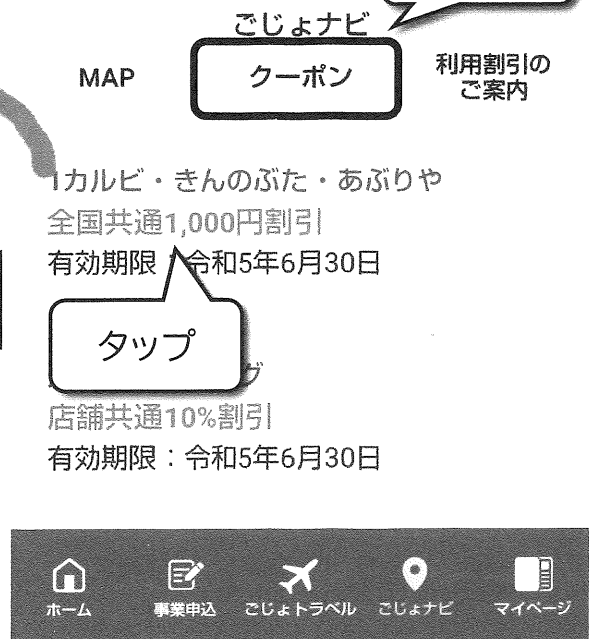 ごじょナビ
MAP
クーポン
利用割引の
ご案内
カルビ・きんのぶた・あぶりや
全国共通1,000円割引
有効期限：令和5年6月30日
タップ
グ
店舗共通10%割引
有効期限：令和5年6月30日
ホーム
事業申込
ごじょトラベル
ごじょナビ
マイページ